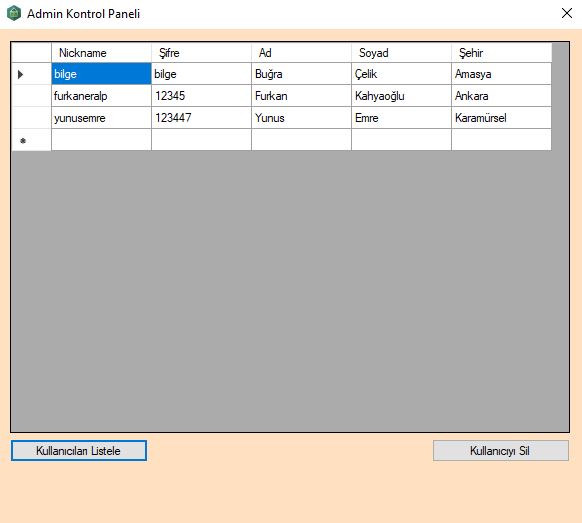 Admin Kontrol Paneli
Nickname Şifre Ad Soyad Şehir
bilge bilge Buğra Çelik Amasya
furkaneralp 12345 Furkan Kahyaoğlu Ankara
yunusemre 123447 Yunus Emre Karamürsel
Kullanıcıları Listele Kullanıcıyı Sil